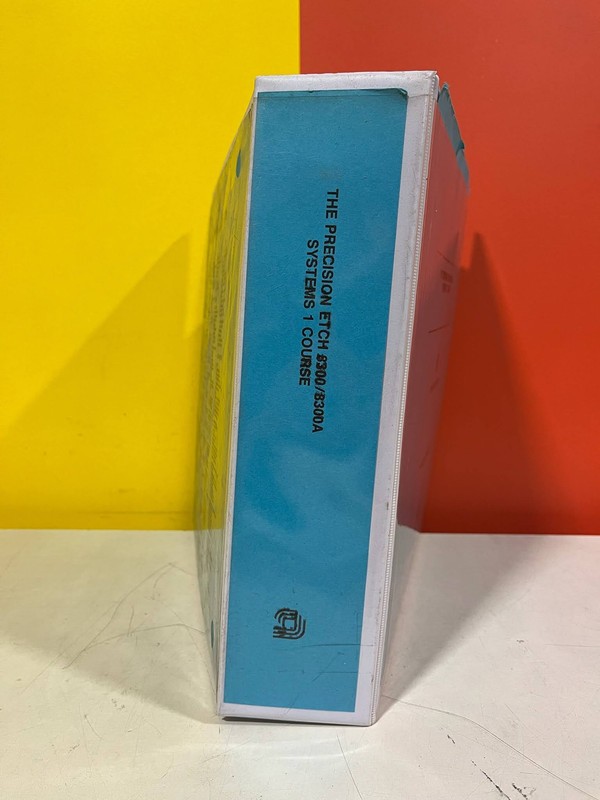 THE PRECISION ETCH 8300/8300A
SYSTEMS 1 COURSE